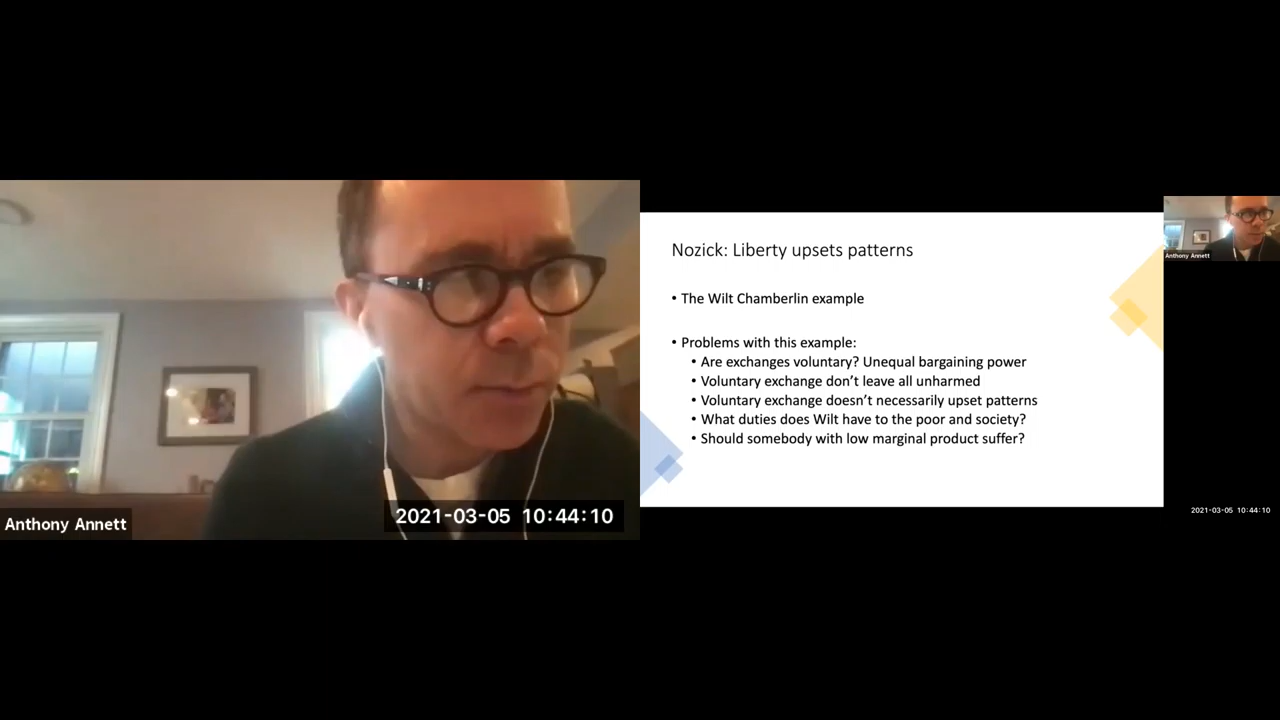 Anthony Annett
2021-03-05 10:44:10
Nozick: Liberty upsets patterns
• The Wilt Chamberlin example
• Problems with this example:
• Are exchanges voluntary? Unequal bargaining power
• Voluntary exchange don't leave all unharmed
• Voluntary exchange doesn't necessarily upset patterns
• What duties does Wilt have to the poor and society?
• Should somebody with low marginal product suffer?
Anthony Annett
2021-03-05 10:44:10